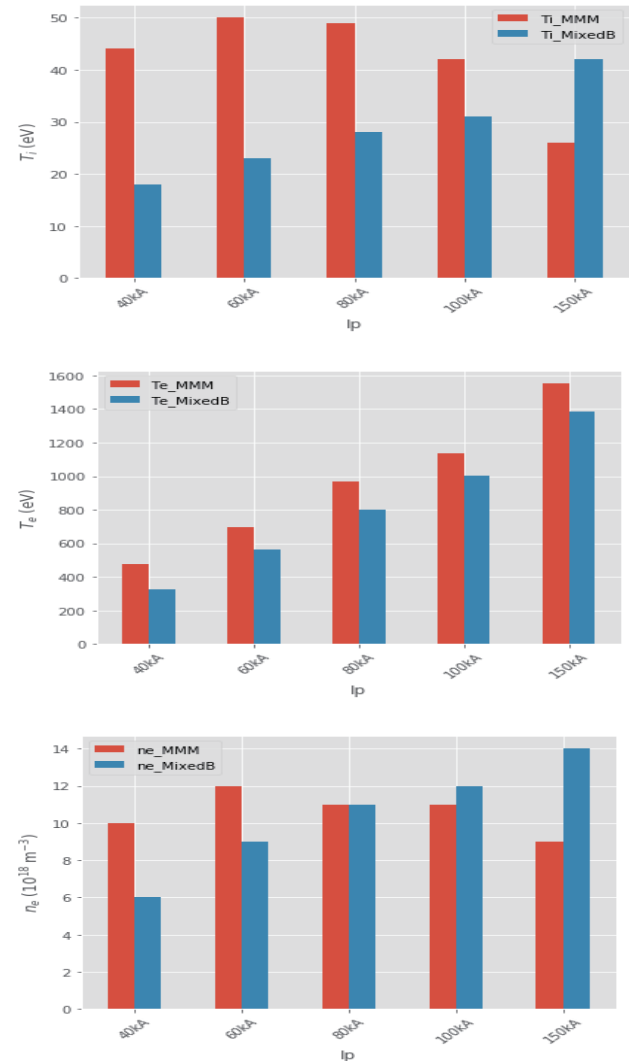 50
40
30
20
10
0
T_i (eV)
Ti_MMM
Ti_MixedB
40kA
60kA
80kA
100kA
150kA
Ip
1600
1400
1200
1000
800
600
400
200
0
T_e (eV)
Te_MMM
Te_MixedB
40kA
60kA
80kA
100kA
150kA
Ip
14
12
10
8
6
4
2
0
n_e (10^18 m^−3)
ne_MMM
ne_MixedB
40kA
60kA
80kA
100kA
150kA
Ip